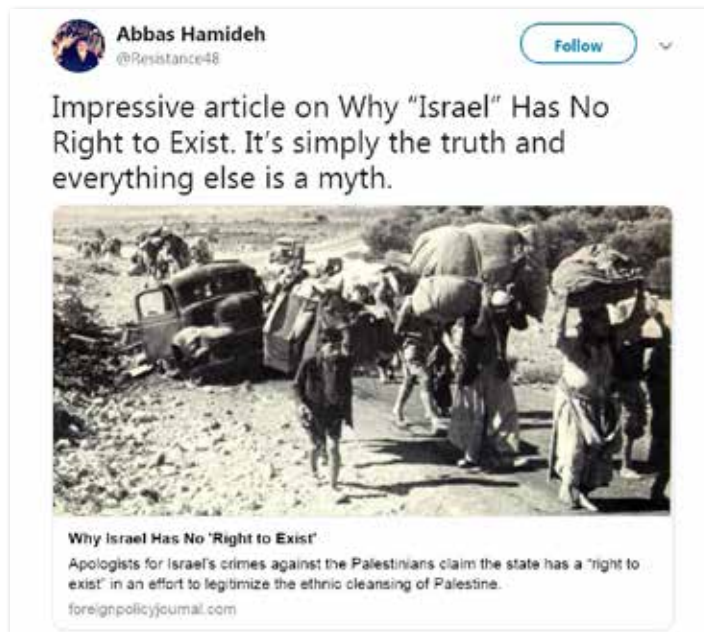 Abbas Hamideh
@Resistance48
Follow
Impressive article on Why "Israel" Has No
Right to Exist. It's simply the truth and
everything else is a myth.
Why Israel Has No 'Right to Exist'
Apologists for Israel's crimes against the Palestinians claim the state has a "right to
exist" in an effort to legitimize the ethnic cleansing of Palestine.
foreignpolicyjournal.com